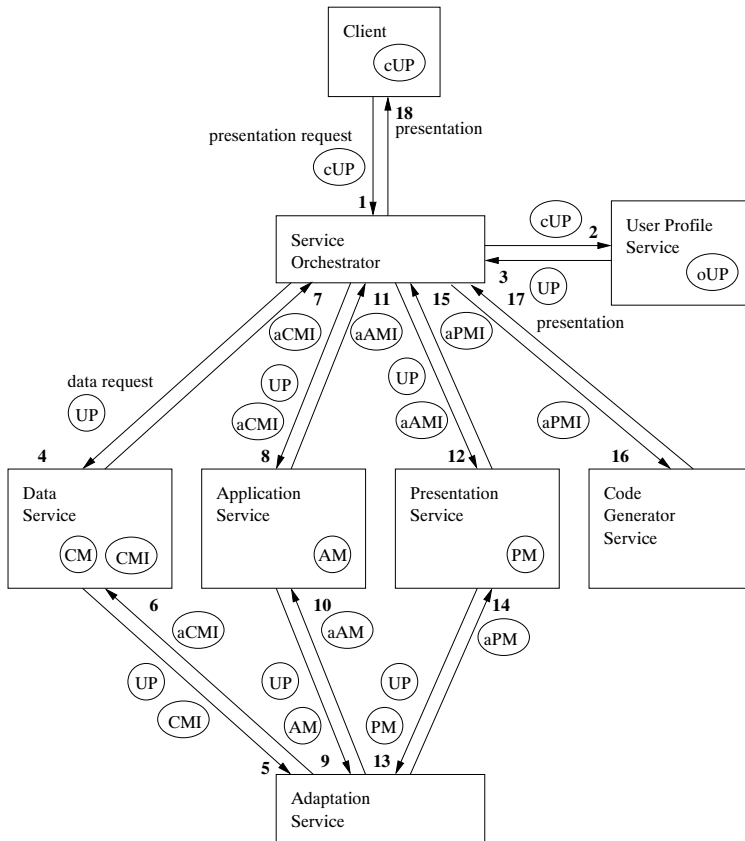 Client
cUP
18
presentation request
presentation
cUP
1
Service
Orchestrator
cUP
2
User Profile
Service
oUP
3
UP
7
11
15
17
presentation
aCMI
aAMI
aPMI
data request
UP
UP
aCMI
UP
aAMI
aPMI
4
8
12
16
Data
Service
CM
CMI
Application
Service
AM
Presentation
Service
PM
Code
Generator
Service
6
aCMI
10
aAM
14
aPM
UP
CMI
UP
AM
UP
PM
5
9
13
Adaptation
Service